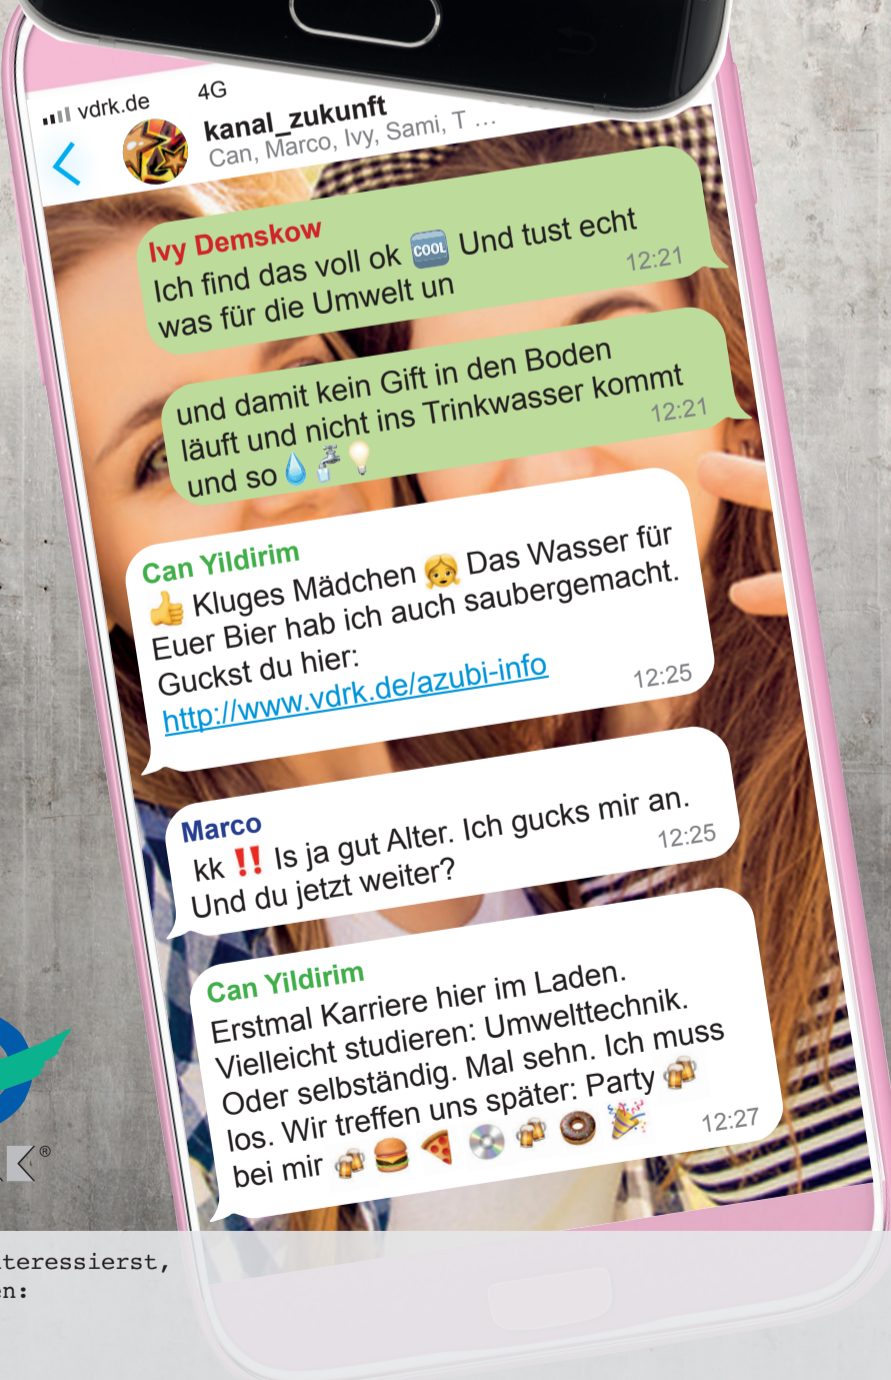 vdrk.de 4G
kanal_zukunft
Can, Marco, Ivy, Sami, T ...
Ivy Demskow
Ich find das voll ok 🆒 Und tust echt
was für die Umwelt un
12:21
und damit kein Gift in den Boden
läuft und nicht ins Trinkwasser kommt
und so 💧 🚰 💡
12:21
Can Yildirim
👍 Kluges Mädchen 👧 Das Wasser für
Euer Bier hab ich auch saubergemacht.
Guckst du hier:
http://www.vdrk.de/azubi-info
12:25
Marco
kk ‼️ Is ja gut Alter. Ich gucks mir an.
Und du jetzt weiter?
12:25
Can Yildirim
Erstmal Karriere hier im Laden.
Vielleicht studieren: Umwelttechnik.
Oder selbständig. Mal sehn. Ich muss
los. Wir treffen uns später: Party 🍻
bei mir 🍻 🍔 🍕 💿 🍻 🍩 🎉
12:27
K®